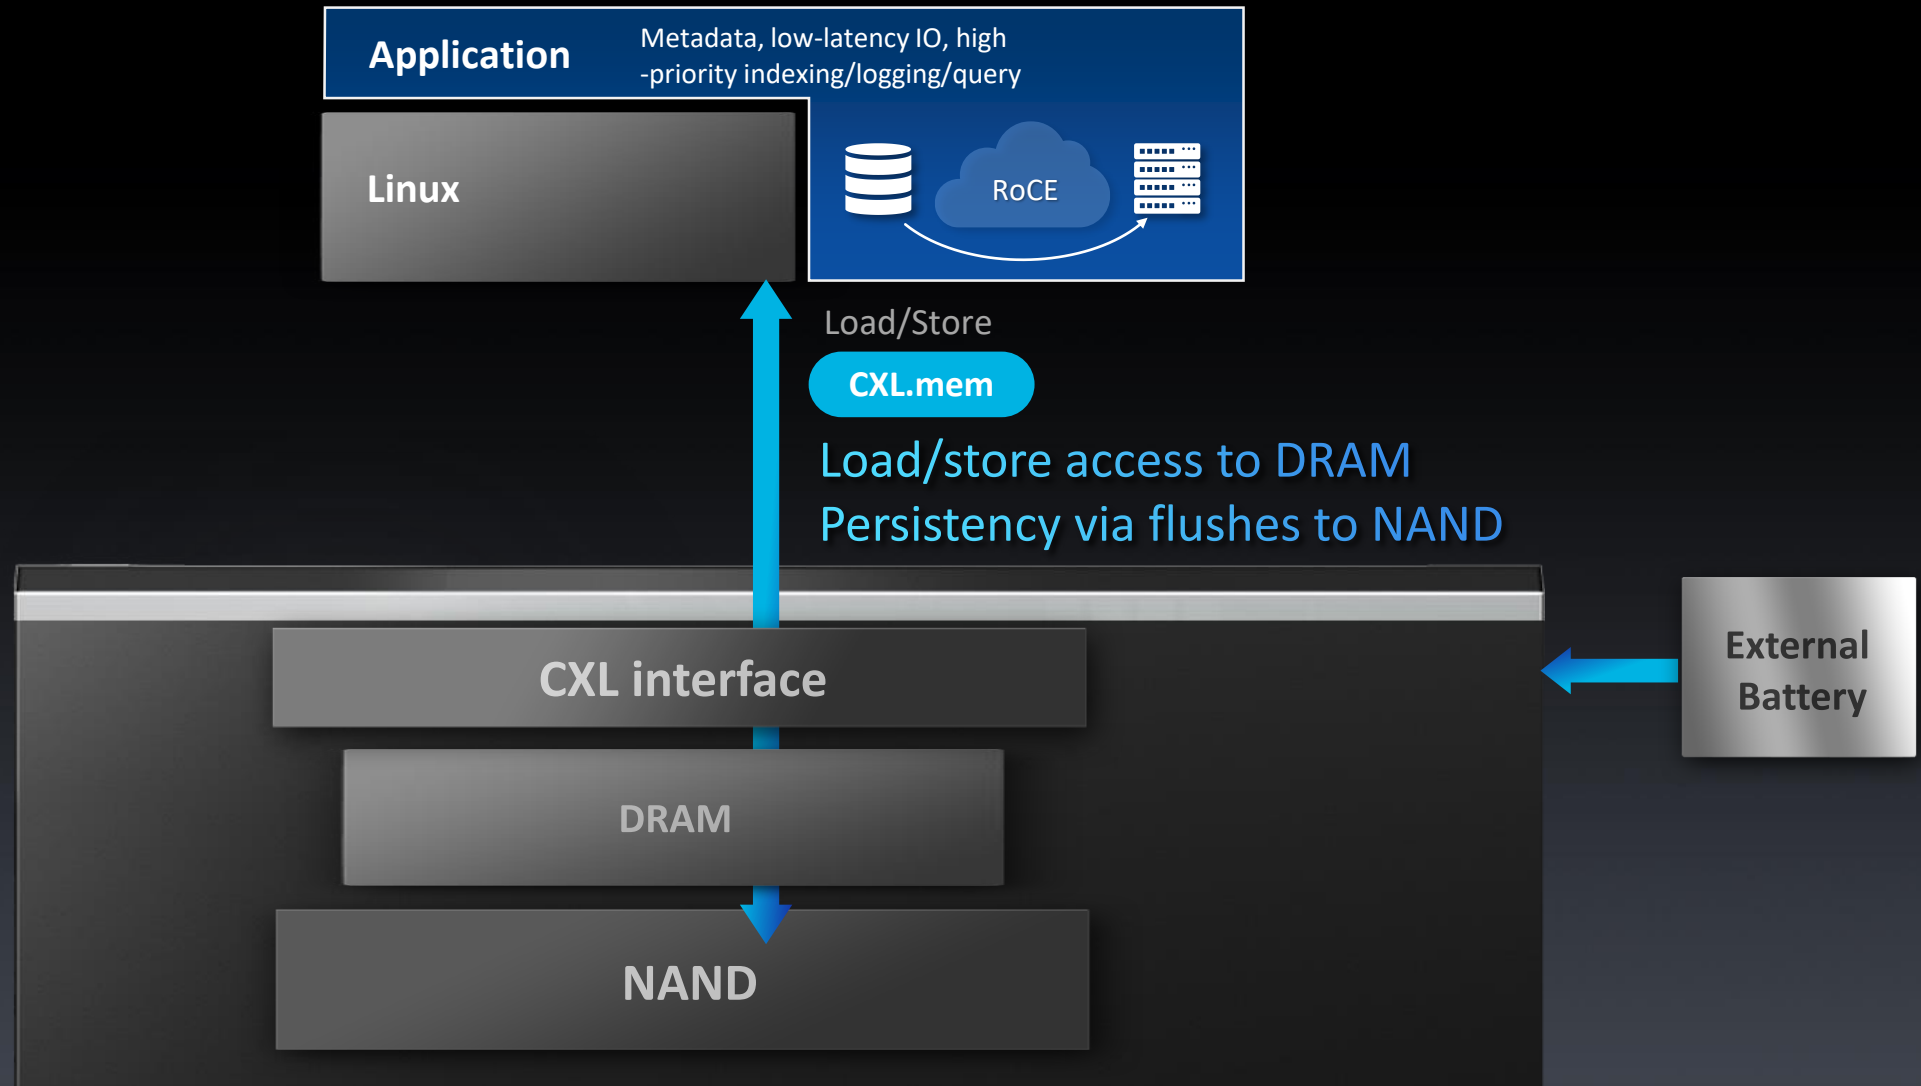 Application
Metadata, low-latency IO, high
-priority indexing/logging/query
Linux
RoCE
Load/Store
CXL.mem
Load/store access to DRAM
Persistency via flushes to NAND
CXL interface
External
Battery
DRAM
NAND